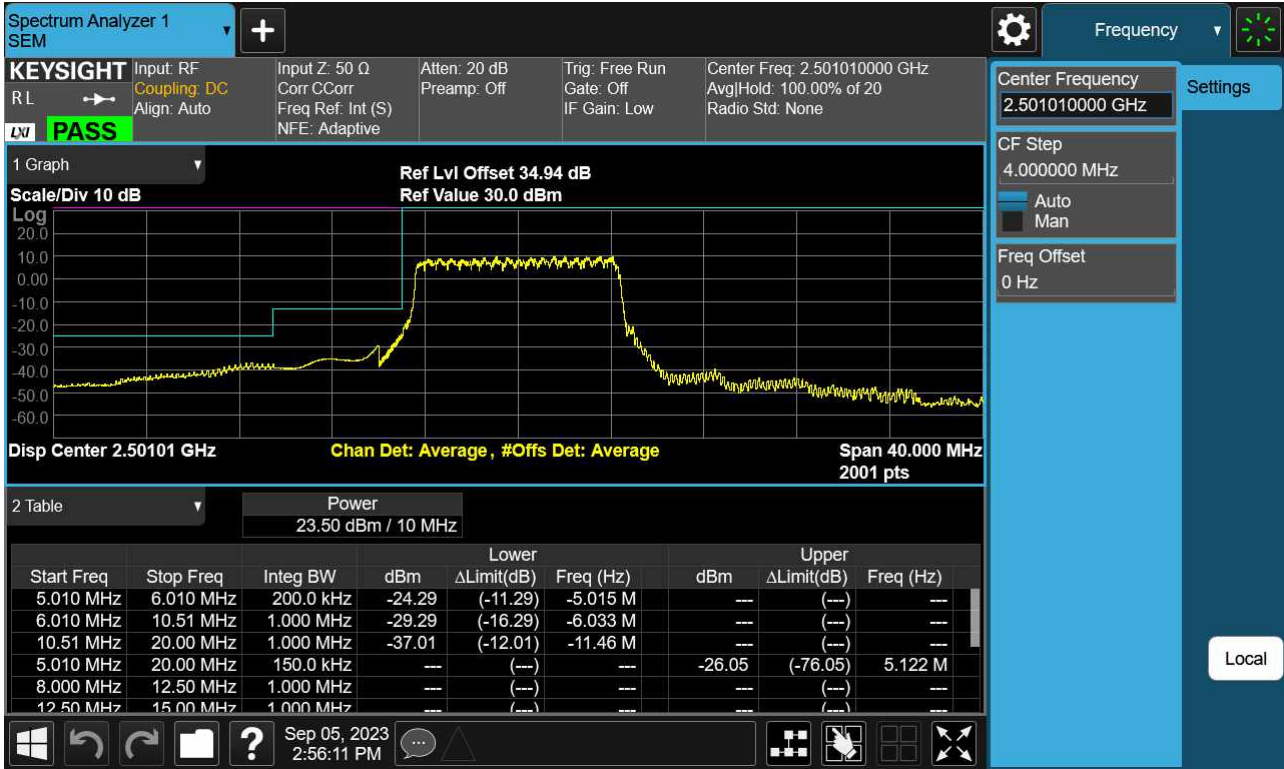 Spectrum Analyzer 1
SEM
Frequency
KEYSIGHT
RL
LXI
PASS
Input: RF
Coupling: DC
Align: Auto
Input Z: 50 Ω
Corr CCorr
Freq Ref: Int (S)
NFE: Adaptive
Atten: 20 dB
Preamp: Off
Trig: Free Run
Gate: Off
IF Gain: Low
Center Freq: 2.501010000 GHz
Avg|Hold: 100.00% of 20
Radio Std: None
Center Frequency
2.501010000 GHz
Settings
CF Step
4.000000 MHz
Auto
Man
Freq Offset
0 Hz
Local
1 Graph
Scale/Div 10 dB
Ref Lvl Offset 34.94 dB
Ref Value 30.0 dBm
Log
20.0
10.0
0.00
-10.0
-20.0
-30.0
-40.0
-50.0
-60.0
Disp Center 2.50101 GHz
Chan Det: Average , #Offs Det: Average
Span 40.000 MHz
2001 pts
2 Table
Power
23.50 dBm / 10 MHz
Lower Upper
Start Freq Stop Freq Integ BW dBm ΔLimit(dB) Freq (Hz) dBm ΔLimit(dB) Freq (Hz)
5.010 MHz 6.010 MHz 200.0 kHz -24.29 (-11.29) -5.015 M --- (---) ---
6.010 MHz 10.51 MHz 1.000 MHz -29.29 (-16.29) -6.033 M --- (---) ---
10.51 MHz 20.00 MHz 1.000 MHz -37.01 (-12.01) -11.46 M --- (---) ---
5.010 MHz 20.00 MHz 150.0 kHz --- (---) --- -26.05 (-76.05) 5.122 M
8.000 MHz 12.50 MHz 1.000 MHz --- (---) --- --- (---) ---
12.50 MHz 15.00 MHz 1.000 MHz --- (---) --- --- (---) ---
Sep 05, 2023
2:56:11 PM